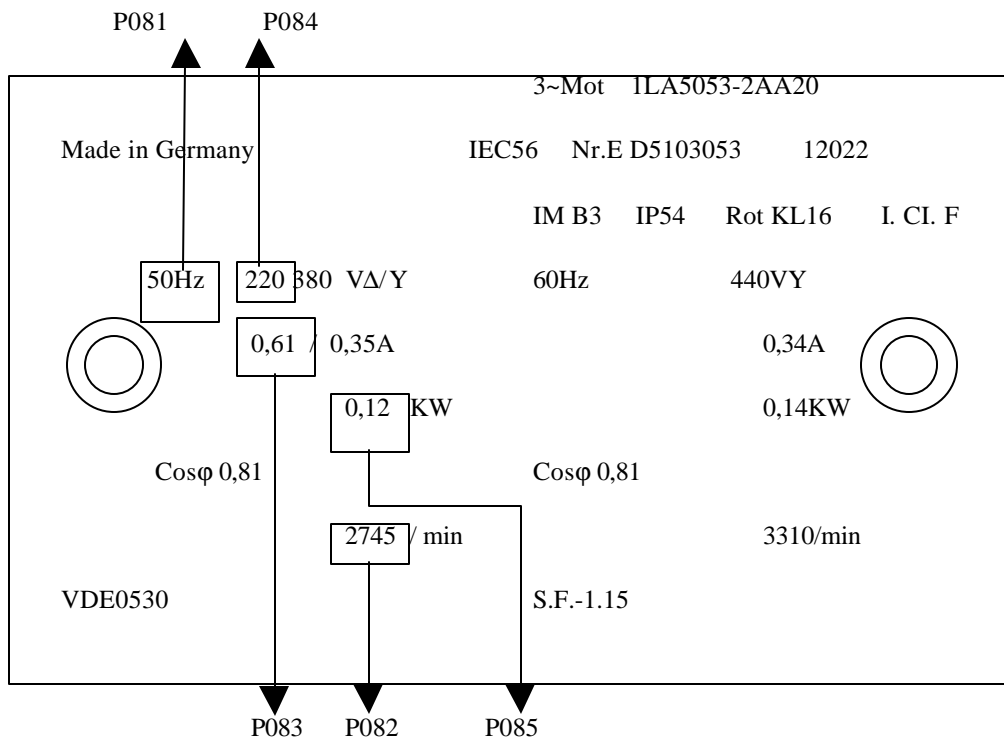 P081 P084
3~Mot 1LA5053-2AA20
Made in Germany IEC56 Nr.E D5103053 12022
IM B3 IP54 Rot KL16 I. CI. F
50Hz 220 380 VΔ/Y 60Hz 440VY
0,61 / 0,35A 0,34A
0,12 KW 0,14KW
Cosφ 0,81 Cosφ 0,81
2745 / min 3310/min
VDE0530 S.F.-1.15
P083 P082 P085